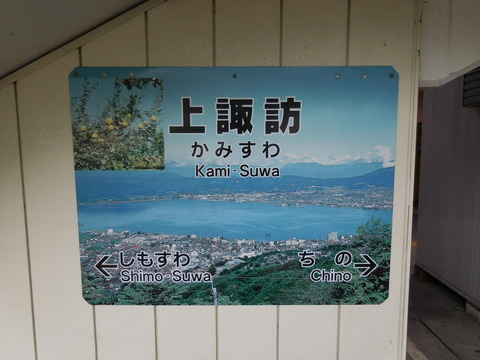 上諏訪
かみすわ
Kami-Suwa
しもすわ
Shimo-Suwa
ちの
Chino